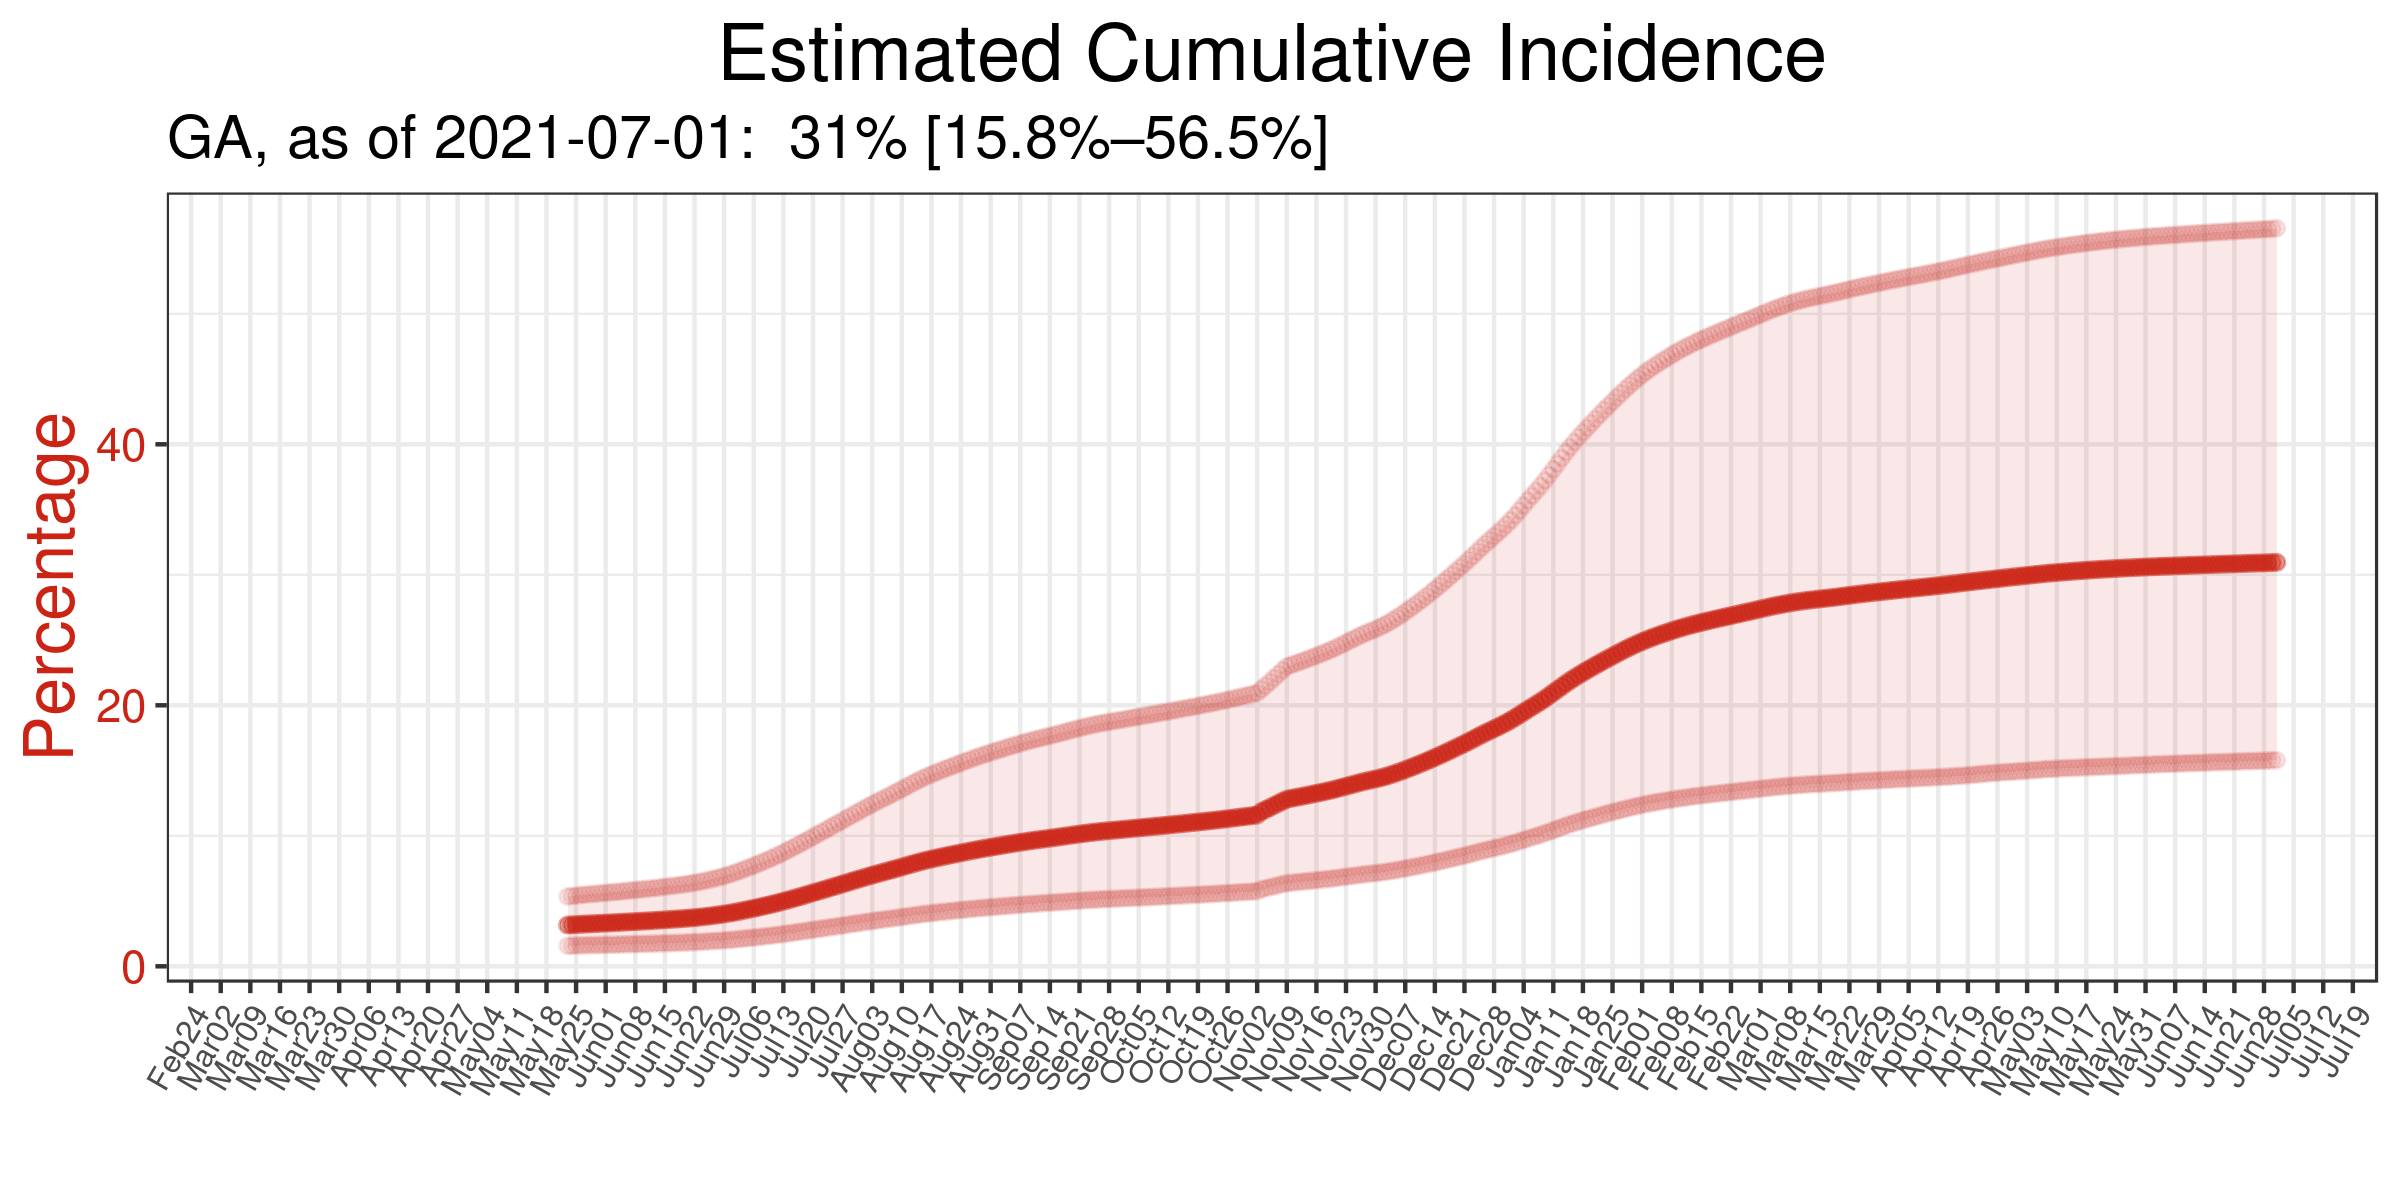 Estimated Cumulative Incidence
GA, as of 2021-07-01:  31% [15.8%–56.5%]
Percentage
40
20
0
Feb24
Mar02
Mar09
Mar16
Mar23
Mar30
Apr06
Apr13
Apr20
Apr27
May04
May11
May18
May25
Jun01
Jun08
Jun15
Jun22
Jun29
Jul06
Jul13
Jul20
Jul27
Aug03
Aug10
Aug17
Aug24
Aug31
Sep07
Sep14
Sep21
Sep28
Oct05
Oct12
Oct19
Oct26
Nov02
Nov09
Nov16
Nov23
Nov30
Dec07
Dec14
Dec21
Dec28
Jan04
Jan11
Jan18
Jan25
Feb01
Feb08
Feb15
Feb22
Mar01
Mar08
Mar15
Mar22
Mar29
Apr05
Apr12
Apr19
Apr26
May03
May10
May17
May24
May31
Jun07
Jun14
Jun21
Jun28
Jul05
Jul12
Jul19